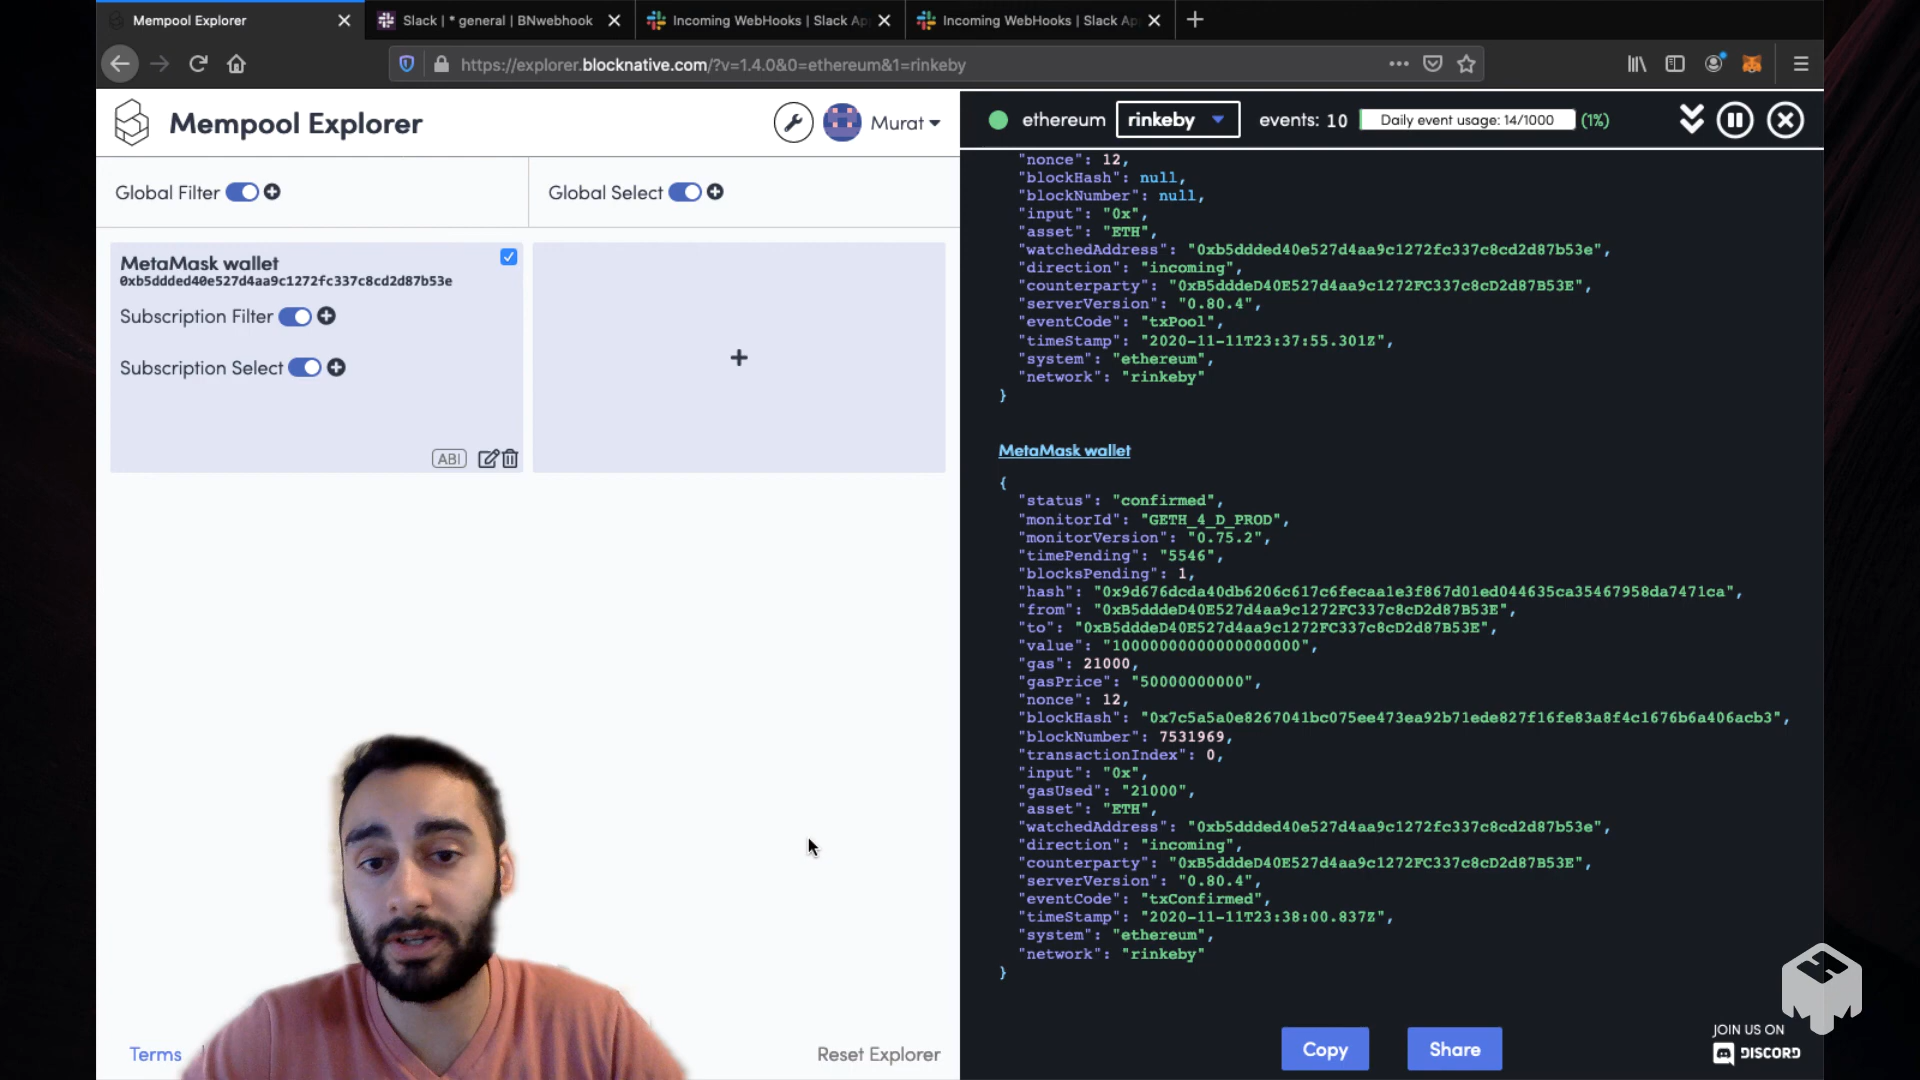 Mempool Explorer
Slack | * general | BNwebhook
Incoming WebHooks | Slack Ap
Incoming WebHooks | Slack Ap
https://explorer.blocknative.com/?v=1.4.0&0=ethereum&1=rinkeby
Mempool Explorer
Murat
ethereum
rinkeby
events: 10
Daily event usage: 14/1000
(1%)
Global Filter
Global Select
MetaMask wallet
0xb5ddded40e527d4aa9c1272fc337c8cd2d87b53e
Subscription Filter
Subscription Select
ABI
"nonce": 12,
"blockHash": null,
"blockNumber": null,
"input": "0x",
"asset": "ETH",
"watchedAddress": "0xb5ddded40e527d4aa9c1272fc337c8cd2d87b53e",
"direction": "incoming",
"counterparty": "0xB5dddeD40E527d4aa9c1272FC337c8cD2d87B53E",
"serverVersion": "0.80.4",
"eventCode": "txPool",
"timeStamp": "2020-11-11T23:37:55.301Z",
"system": "ethereum",
"network": "rinkeby"
}
MetaMask wallet
{
"status": "confirmed",
"monitorId": "GETH_4_D_PROD",
"monitorVersion": "0.75.2",
"timePending": "5546",
"blocksPending": 1,
"hash": "0x9d676dcda40db6206c617c6fecaa1e3f867d01ed044635ca35467958da7471ca",
"from": "0xB5dddeD40E527d4aa9c1272FC337c8cD2d87B53E",
"to": "0xB5dddeD40E527d4aa9c1272FC337c8cD2d87B53E",
"value": "10000000000000000000",
"gas": 21000,
"gasPrice": "50000000000",
"nonce": 12,
"blockHash": "0x7c5a5a0e8267041bc075ee473ea92b71ede827f16fe83a8f4c1676b6a406acb3",
"blockNumber": 7531969,
"transactionIndex": 0,
"input": "0x",
"gasUsed": "21000",
"asset": "ETH",
"watchedAddress": "0xb5ddded40e527d4aa9c1272fc337c8cd2d87b53e",
"direction": "incoming",
"counterparty": "0xB5dddeD40E527d4aa9c1272FC337c8cD2d87B53E",
"serverVersion": "0.80.4",
"eventCode": "txConfirmed",
"timeStamp": "2020-11-11T23:38:00.837Z",
"system": "ethereum",
"network": "rinkeby"
}
Terms
Reset Explorer
Copy
Share
JOIN US ON
DISCORD